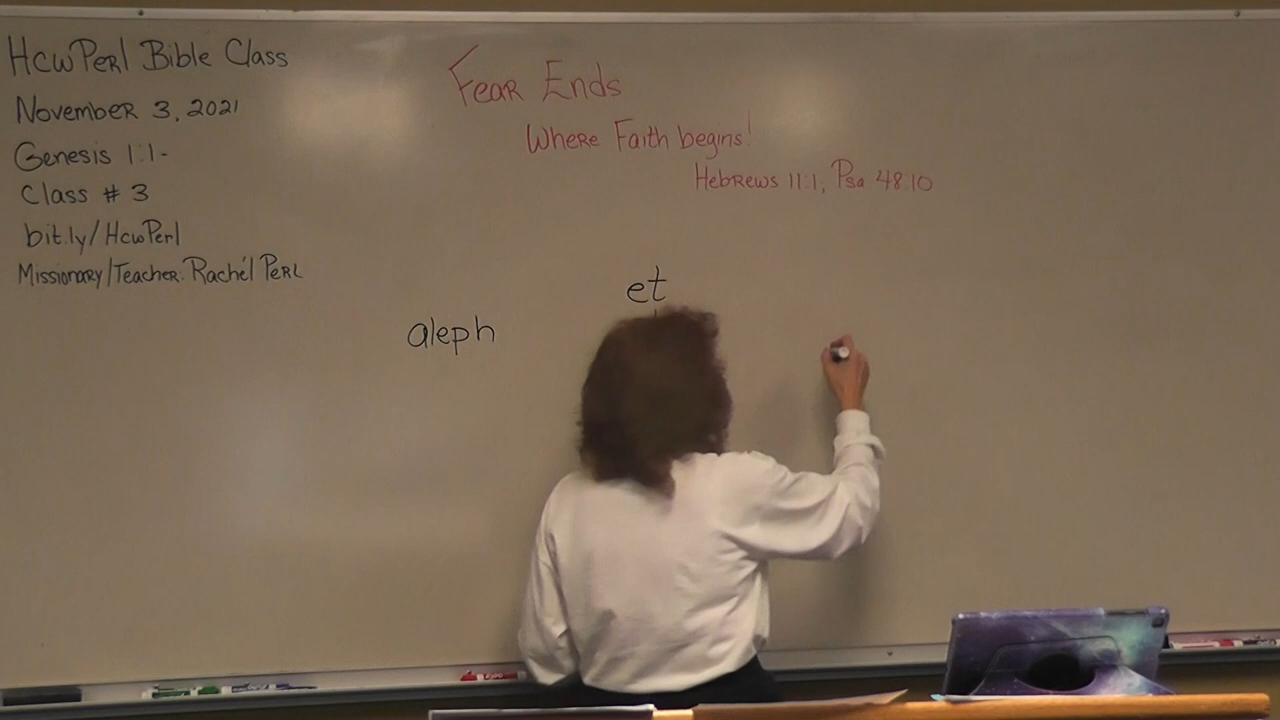 HcwPerl Bible Class
November 3, 2021
Genesis 1:1-
Class # 3
bit.ly/HcwPerl
Missionary/Teacher: Rachél Perl
Fear Ends
Where Faith begins!
Hebrews 11:1, Psa 48:10
et
aleph